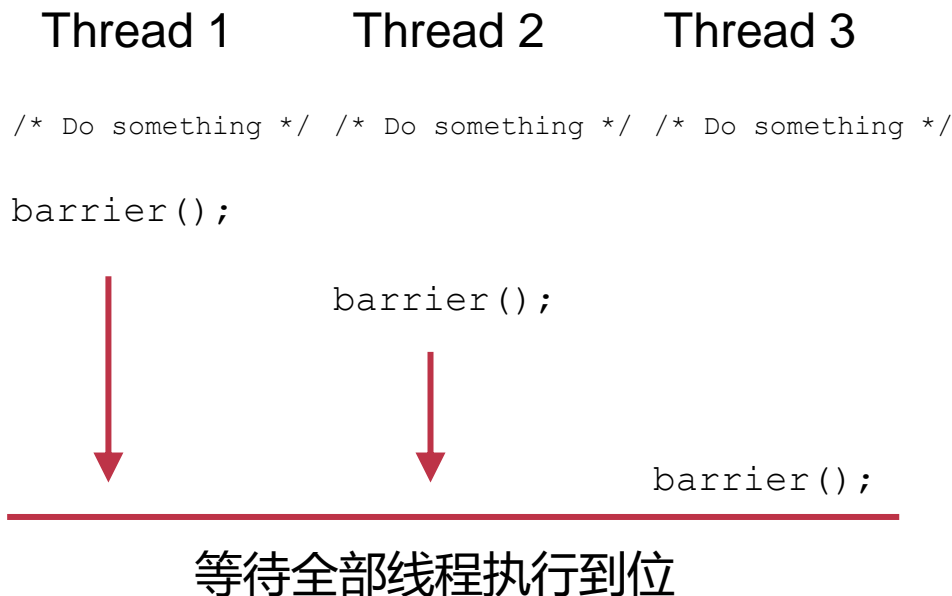 Thread 1 Thread 2 Thread 3
/* Do something */ /* Do something */ /* Do something */
barrier();
barrier();
barrier();
等待全部线程执行到位